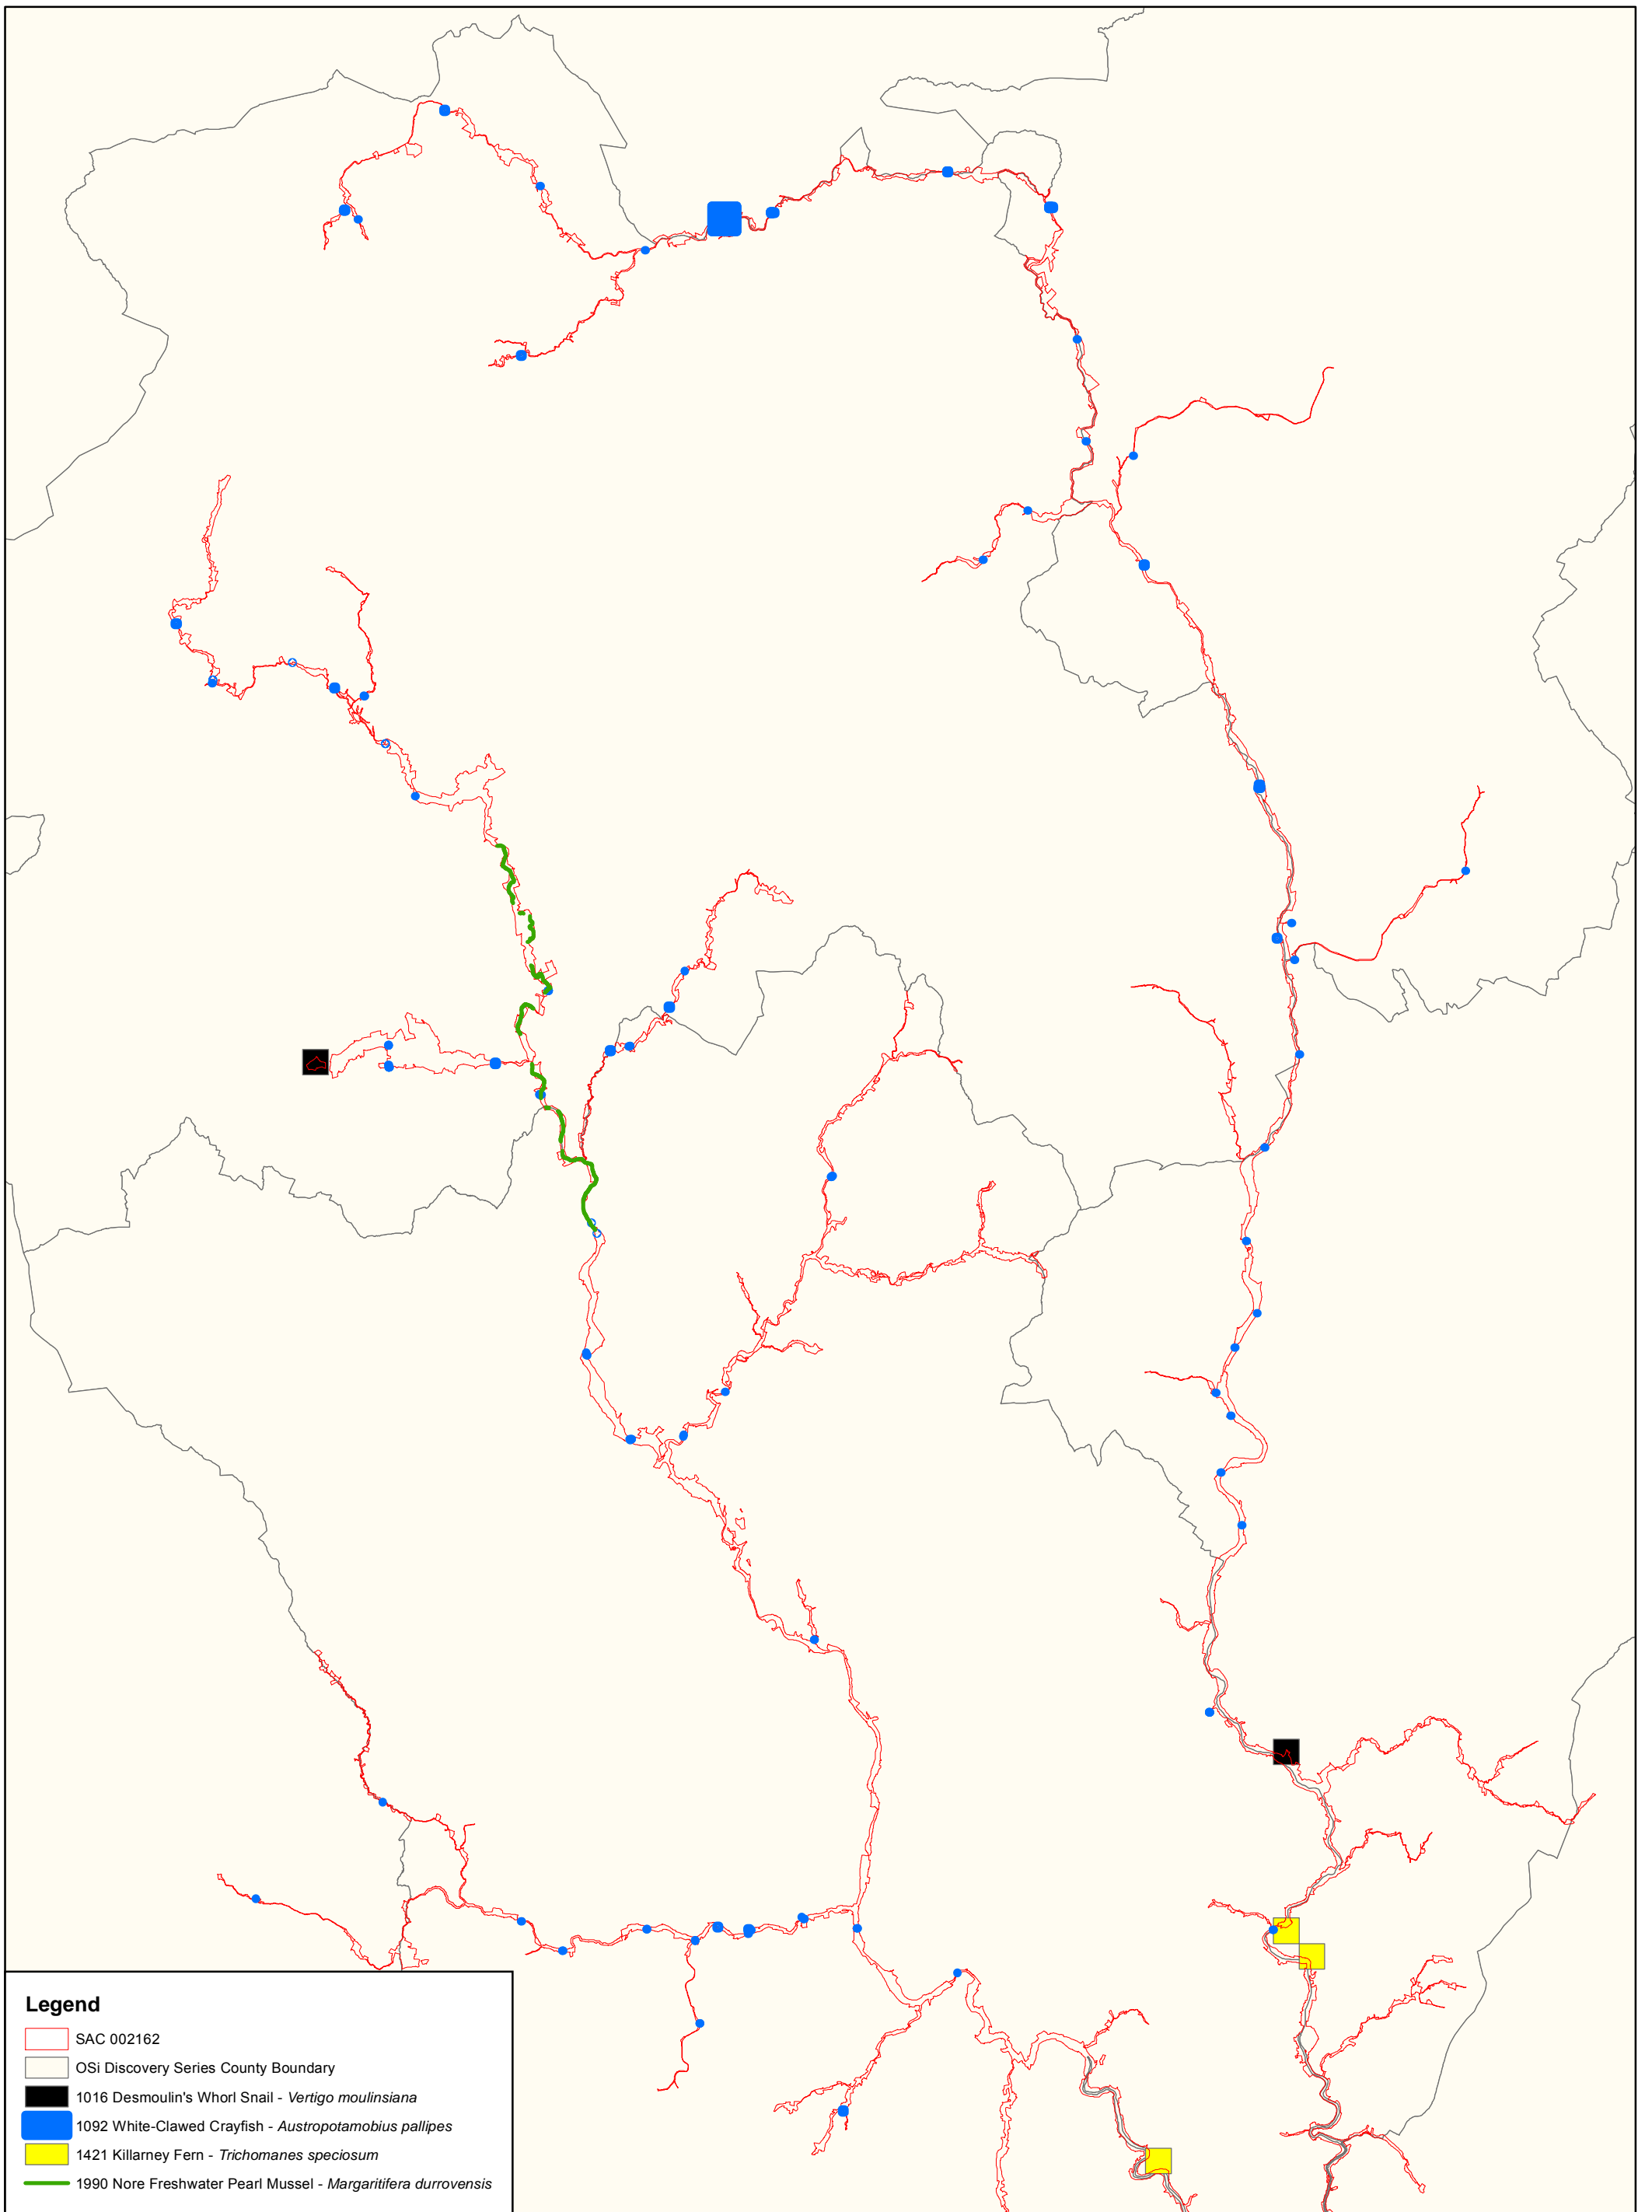 Legend
SAC 002162
OSi Discovery Series County Boundary
1016 Desmoulin's Whorl Snail - Vertigo moulinsiana
1092 White-Clawed Crayfish - Austropotamobius pallipes
1421 Killarney Fern - Trichomanes speciosum
1990 Nore Freshwater Pearl Mussel - Margaritifera durrovensis